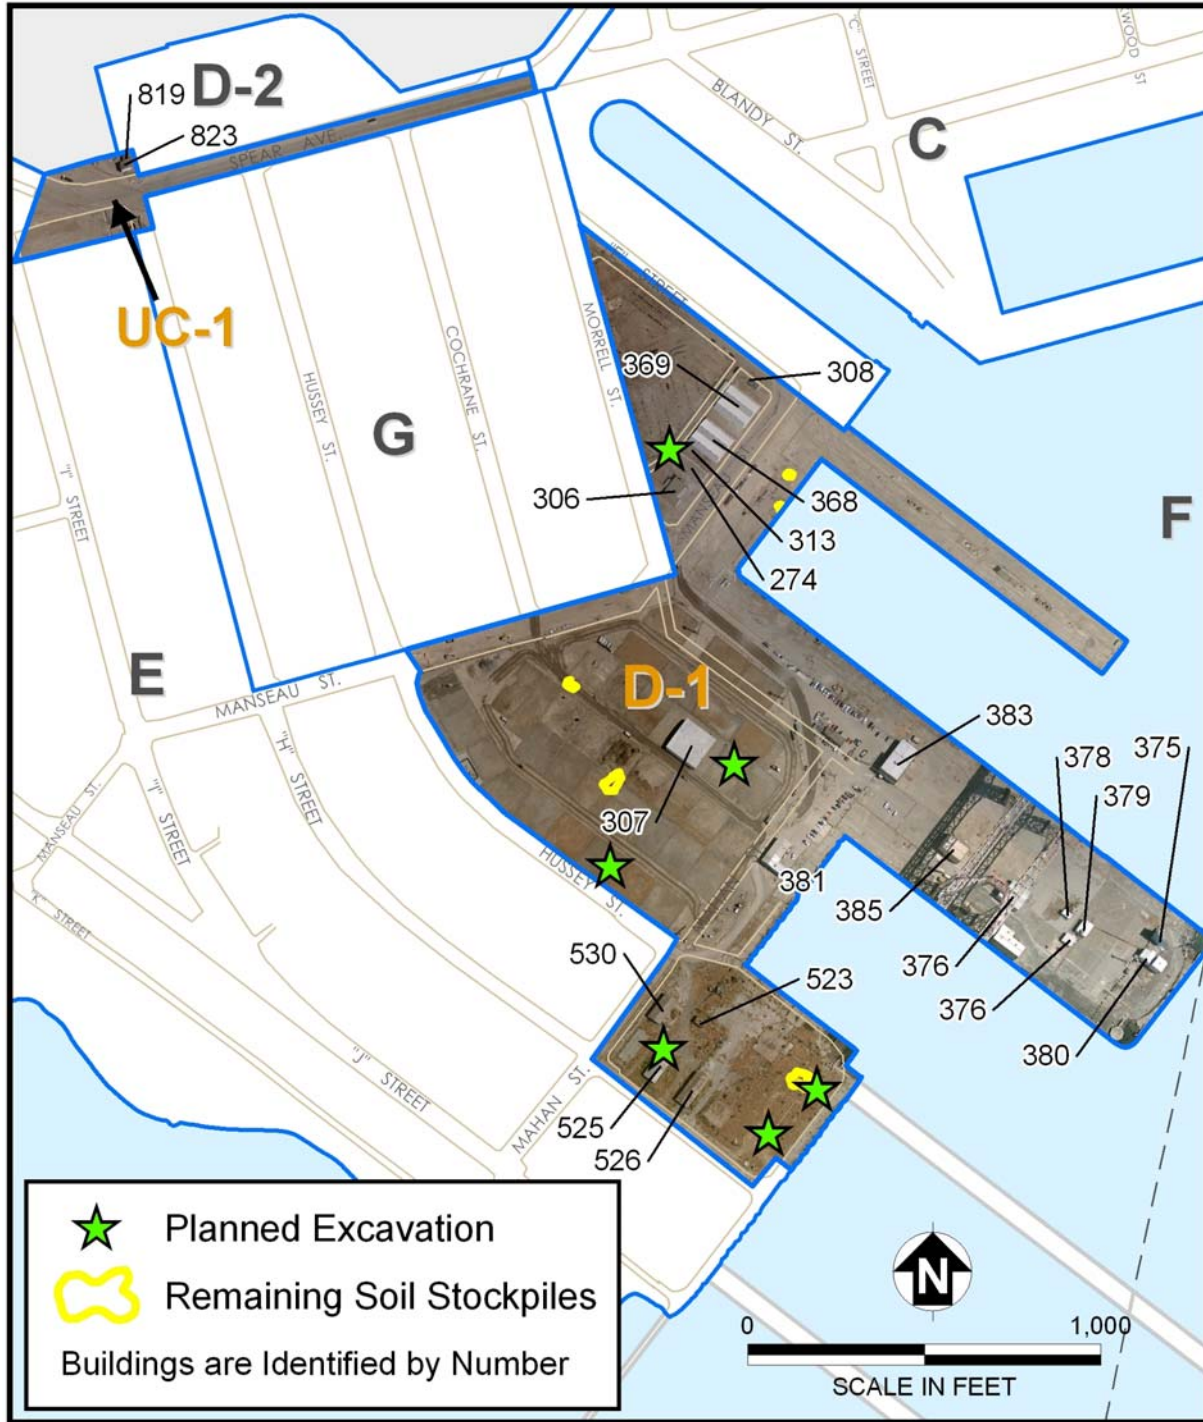 D-2
819
823
SPEAR AVE.
"C" STREET
WOOD ST
BLANDY ST.
C
UC-1
"E" STREET
MORRELL ST.
COCHRANE ST.
HUSSEY ST.
"I" STREET
G
369
308
306
368
313
274
F
E
MANSEAU ST.
D-1
383
378
375
379
307
"H" STREET
"I" STREET
MANSEAU ST.
HUSSEY ST.
381
385
376
376
380
"K" STREET
530
523
"J" STREET
MAHAN ST.
525
526
Planned Excavation
Remaining Soil Stockpiles
Buildings are Identified by Number
N
0 1,000
SCALE IN FEET